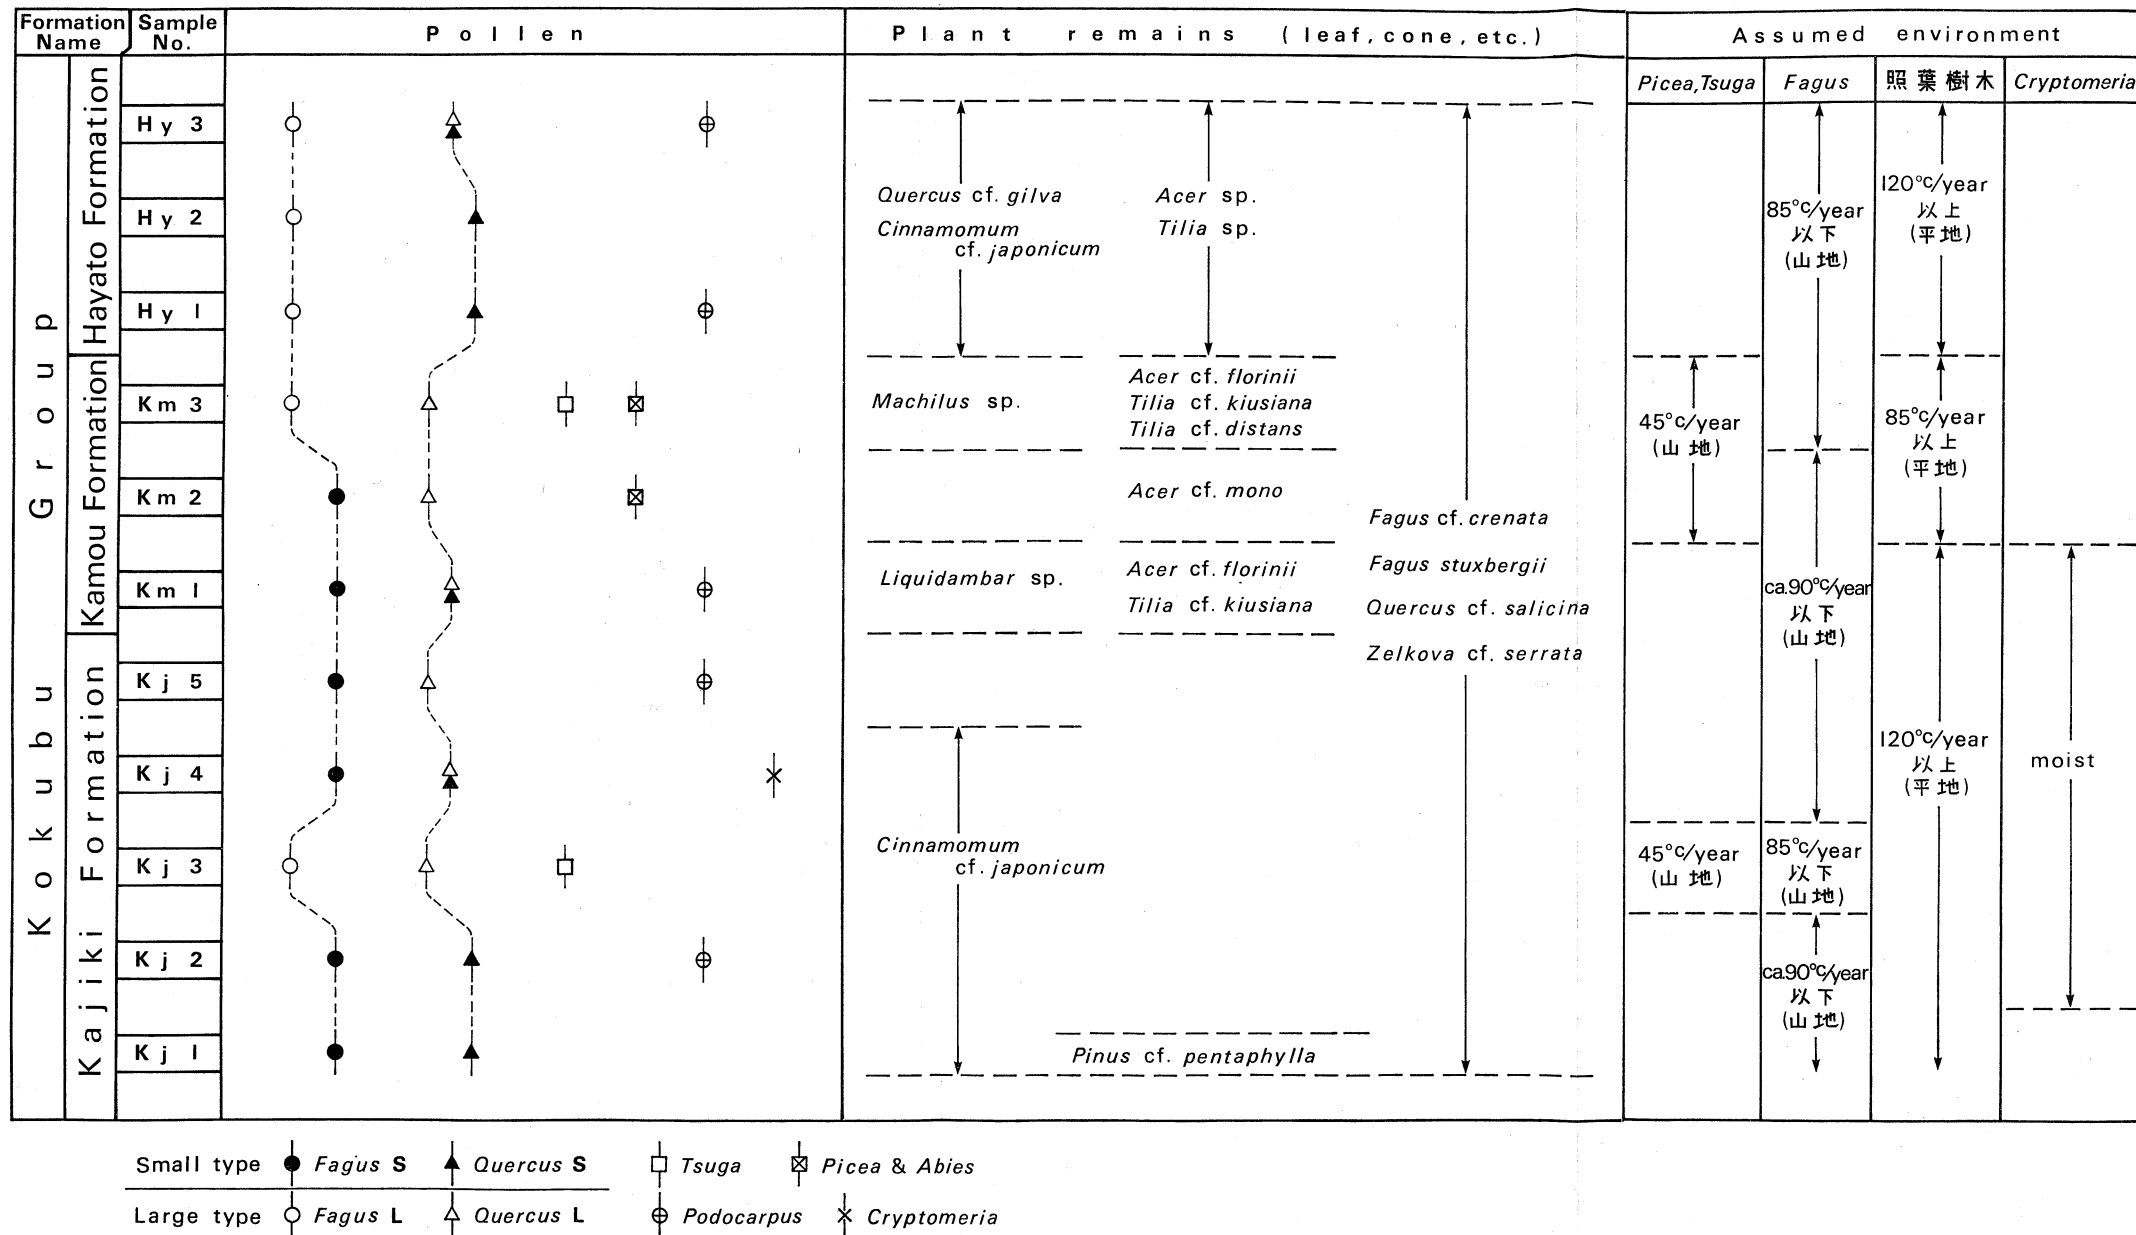 Formation Name
Sample No.
Pollen
Plant remains (leaf, cone, etc.)
Assumed environment
Picea, Tsuga
Fagus
照葉樹木
Cryptomeria
Kokubu Group
Hayato Formation
Kamou Formation
Kajiki Formation
Hy 3
Hy 2
Hy 1
Km 3
Km 2
Km 1
Kj 5
Kj 4
Kj 3
Kj 2
Kj 1
Quercus cf. gilva
Cinnamomum
cf. japonicum
Acer sp.
Tilia sp.
Machilus sp.
Acer cf. florinii
Tilia cf. kiusiana
Tilia cf. distans
Acer cf. mono
Liquidambar sp.
Acer cf. florinii
Tilia cf. kiusiana
Fagus cf. crenata
Fagus stuxbergii
Quercus cf. salicina
Zelkova cf. serrata
Cinnamomum
cf. japonicum
Pinus cf. pentaphylla
45°c/year
(山地)
45°c/year
(山地)
85°c/year
以下
(山地)
ca.90°c/year
以下
(山地)
85°c/year
以下
(山地)
ca.90°c/year
以下
(山地)
120°c/year
以上
(平地)
85°c/year
以上
(平地)
120°c/year
以上
(平地)
moist
Small type
Fagus S
Quercus S
Tsuga
Picea & Abies
Large type
Fagus L
Quercus L
Podocarpus
Cryptomeria